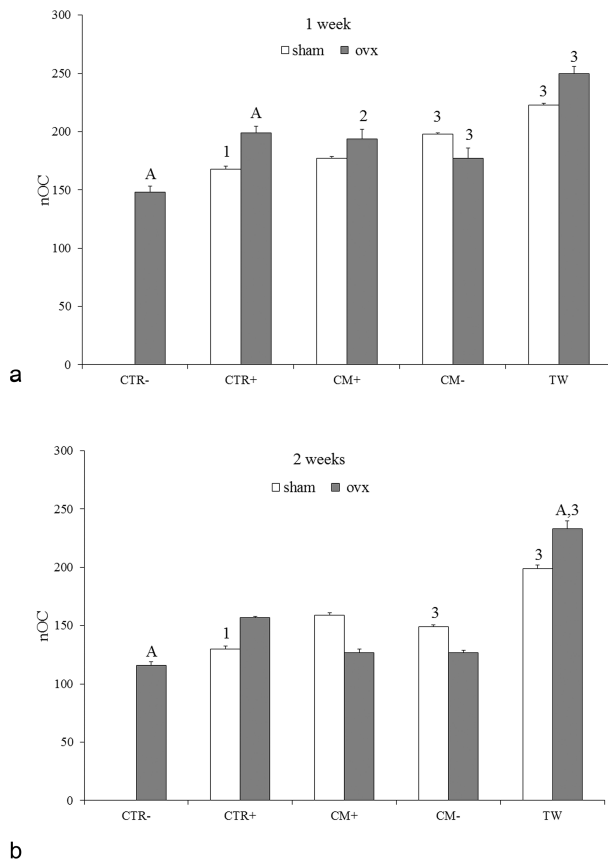 1 week
sham ovx
300
250
200
150
100
50
0
nOC
A
1
A
2
3
3
3
3
CTR- CTR+ CM+ CM- TW
a
2 weeks
sham ovx
300
250
200
150
100
50
0
nOC
A
1
3
3
A,3
CTR- CTR+ CM+ CM- TW
b